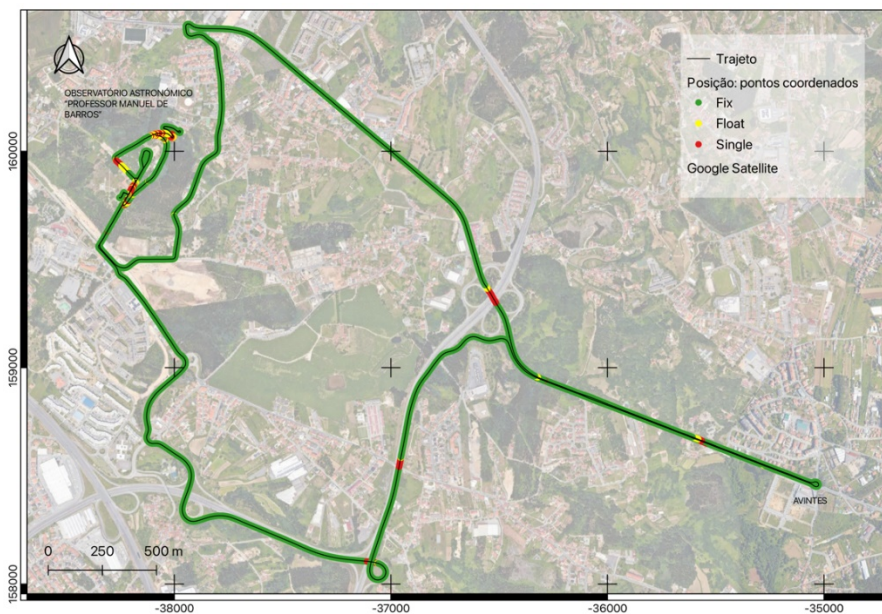 OBSERVATÓRIO ASTRONÓMICO
"PROFESSOR MANUEL DE
BARROS"
Trajeto
Posição: pontos coordenados
Fix
Float
Single
Google Satellite
160000
159000
158000
AVINTES
0 250 500 m
-38000 -37000 -36000 -35000